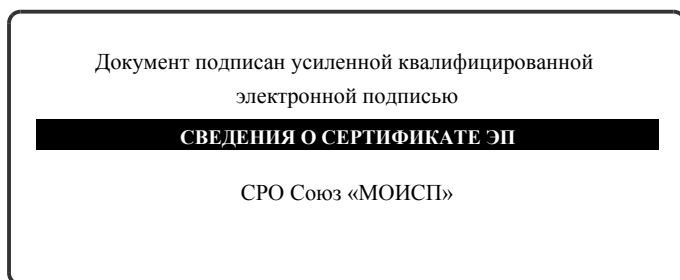 Документ подписан усиленной квалифицированной
электронной подписью
СВЕДЕНИЯ О СЕРТИФИКАТЕ ЭП
СРО Союз «МОИСП»